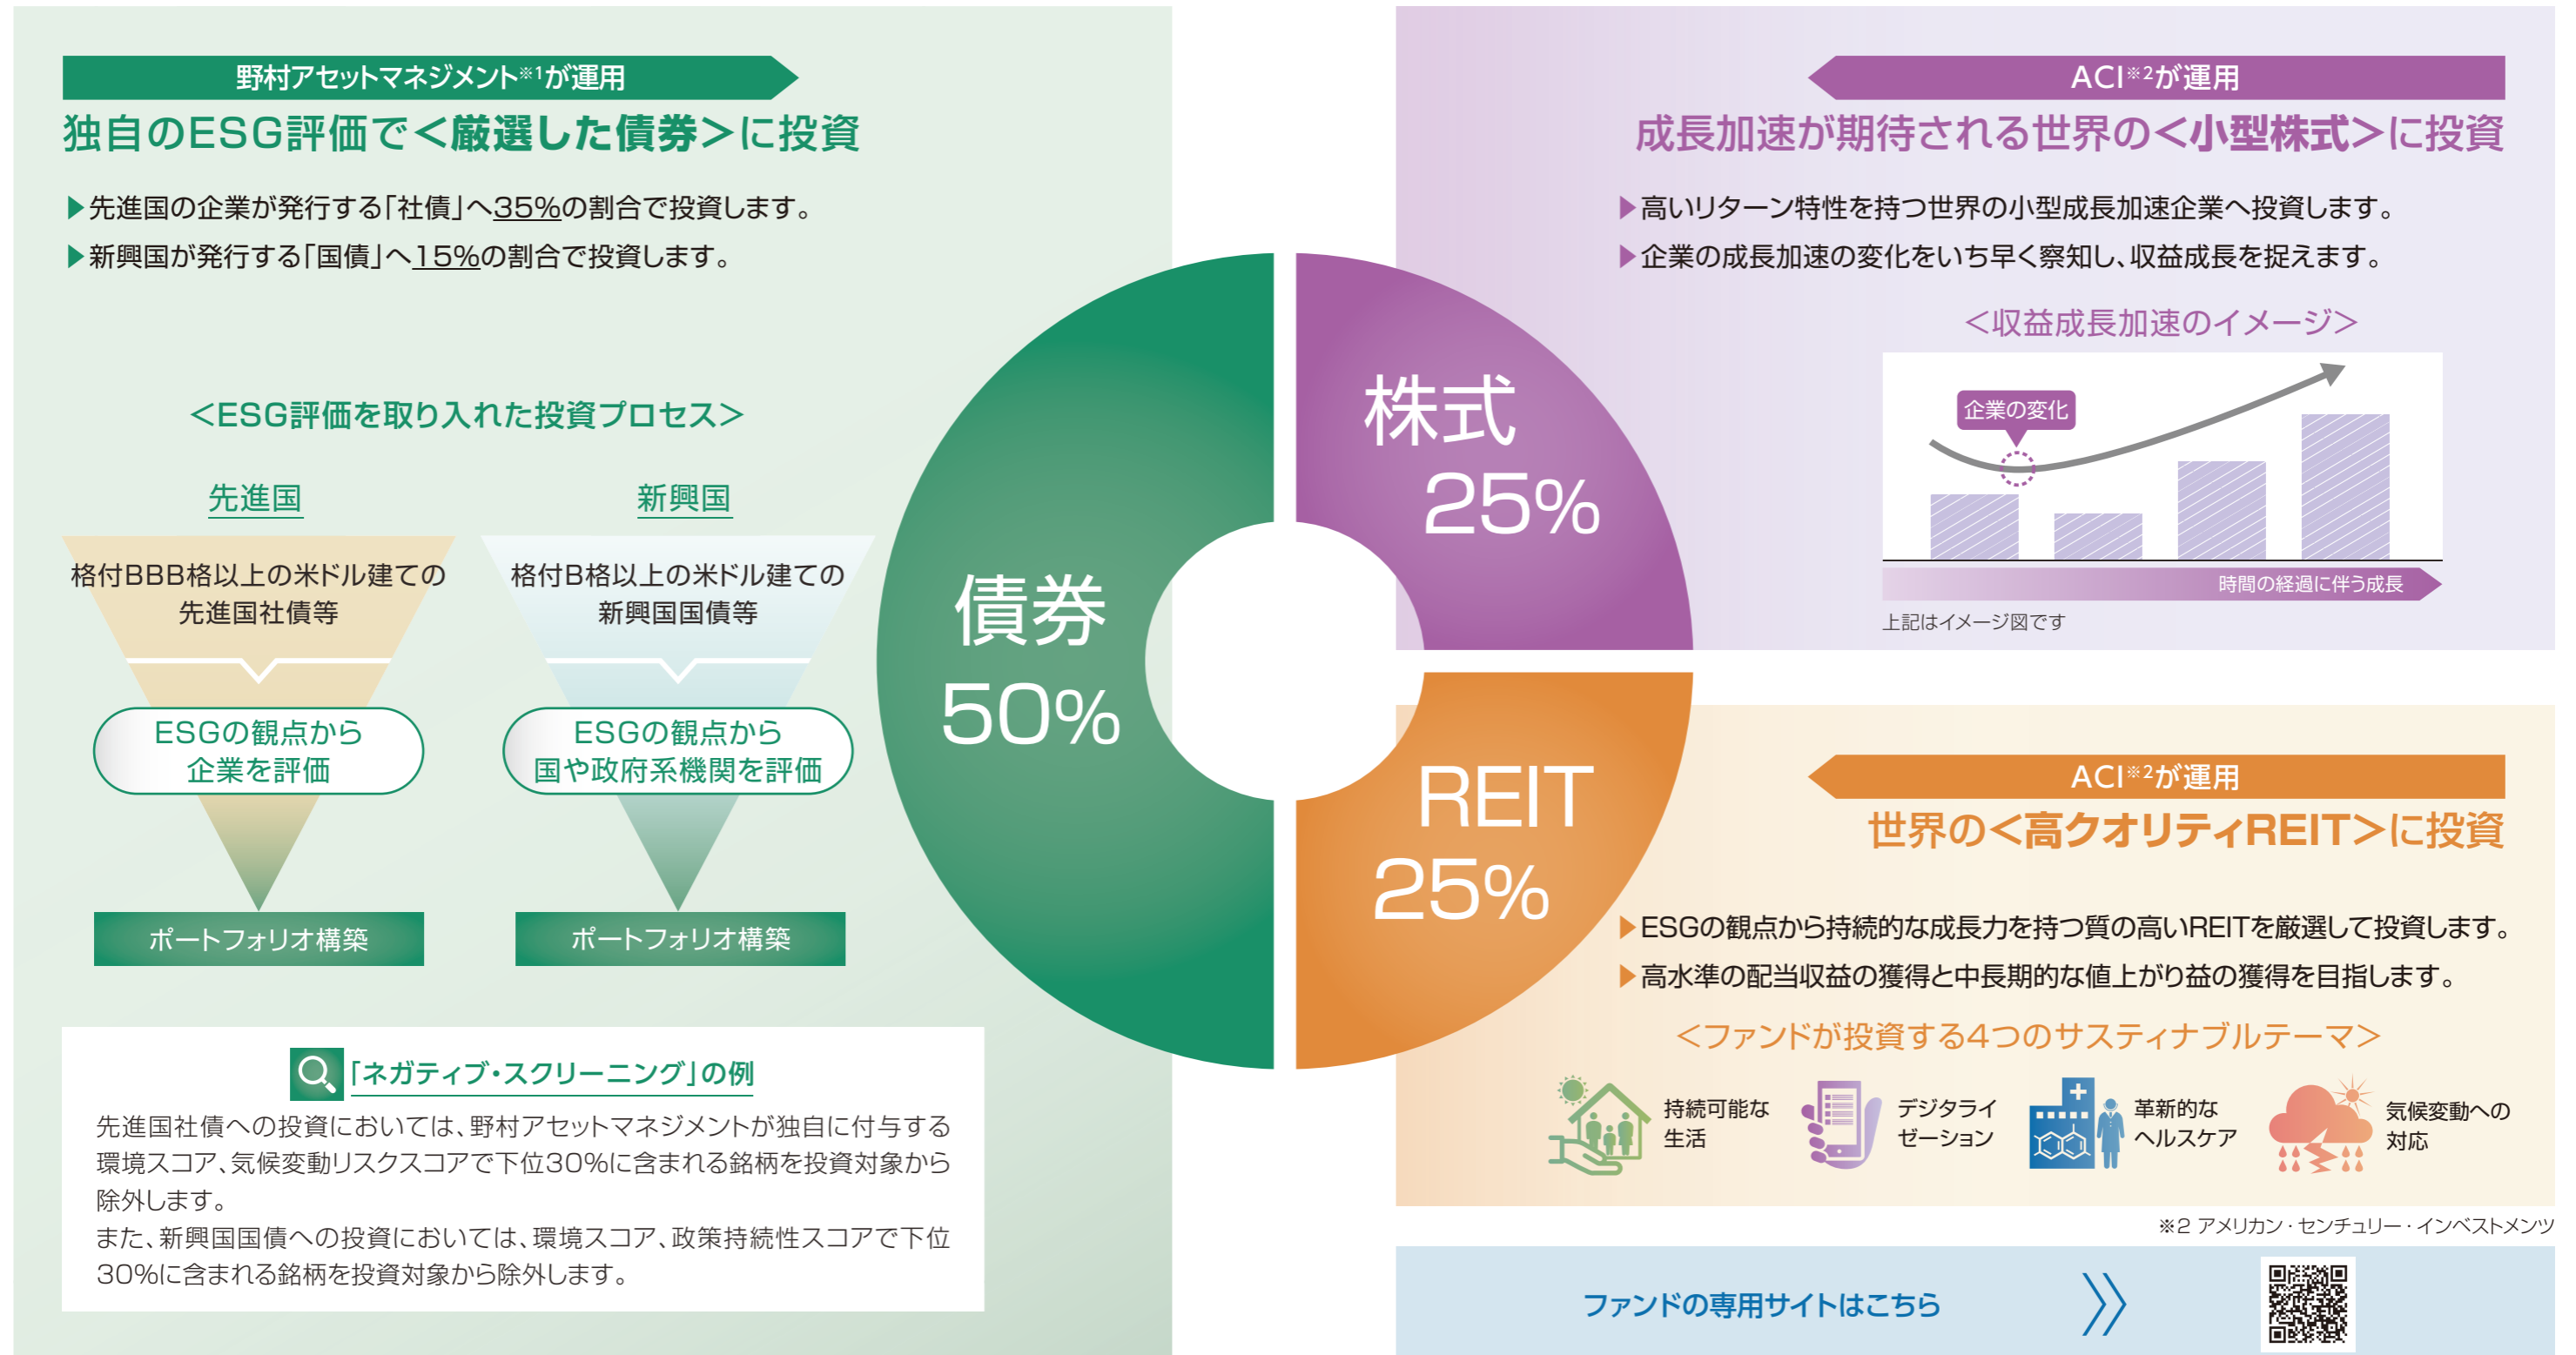 野村アセットマネジメント※1が運用
独自のESG評価で<厳選した債券>に投資
▶先進国の企業が発行する「社債」へ35%の割合で投資します。
▶新興国が発行する「国債」へ15%の割合で投資します。
<ESG評価を取り入れた投資プロセス>
先進国
格付BBB格以上の米ドル建ての
先進国社債等
ESGの観点から
企業を評価
ポートフォリオ構築
新興国
格付B格以上の米ドル建ての
新興国国債等
ESGの観点から
国や政府系機関を評価
ポートフォリオ構築
「ネガティブ・スクリーニング」の例
先進国社債への投資においては、野村アセットマネジメントが独自に付与する
環境スコア、気候変動リスクスコアで下位30%に含まれる銘柄を投資対象から
除外します。
また、新興国国債への投資においては、環境スコア、政策持続性スコアで下位
30%に含まれる銘柄を投資対象から除外します。
債券
50%
株式
25%
REIT
25%
ACI※2が運用
成長加速が期待される世界の<小型株式>に投資
▶高いリターン特性を持つ世界の小型成長加速企業へ投資します。
▶企業の成長加速の変化をいち早く察知し、収益成長を捉えます。
<収益成長加速のイメージ>
企業の変化
時間の経過に伴う成長
上記はイメージ図です
ACI※2が運用
世界の<高クオリティREIT>に投資
▶ESGの観点から持続的な成長力を持つ質の高いREITを厳選して投資します。
▶高水準の配当収益の獲得と中長期的な値上がり益の獲得を目指します。
<ファンドが投資する4つのサスティナブルテーマ>
持続可能な
生活
デジタライ
ゼーション
革新的な
ヘルスケア
気候変動への
対応
※2 アメリカン・センチュリー・インベストメンツ
ファンドの専用サイトはこちら